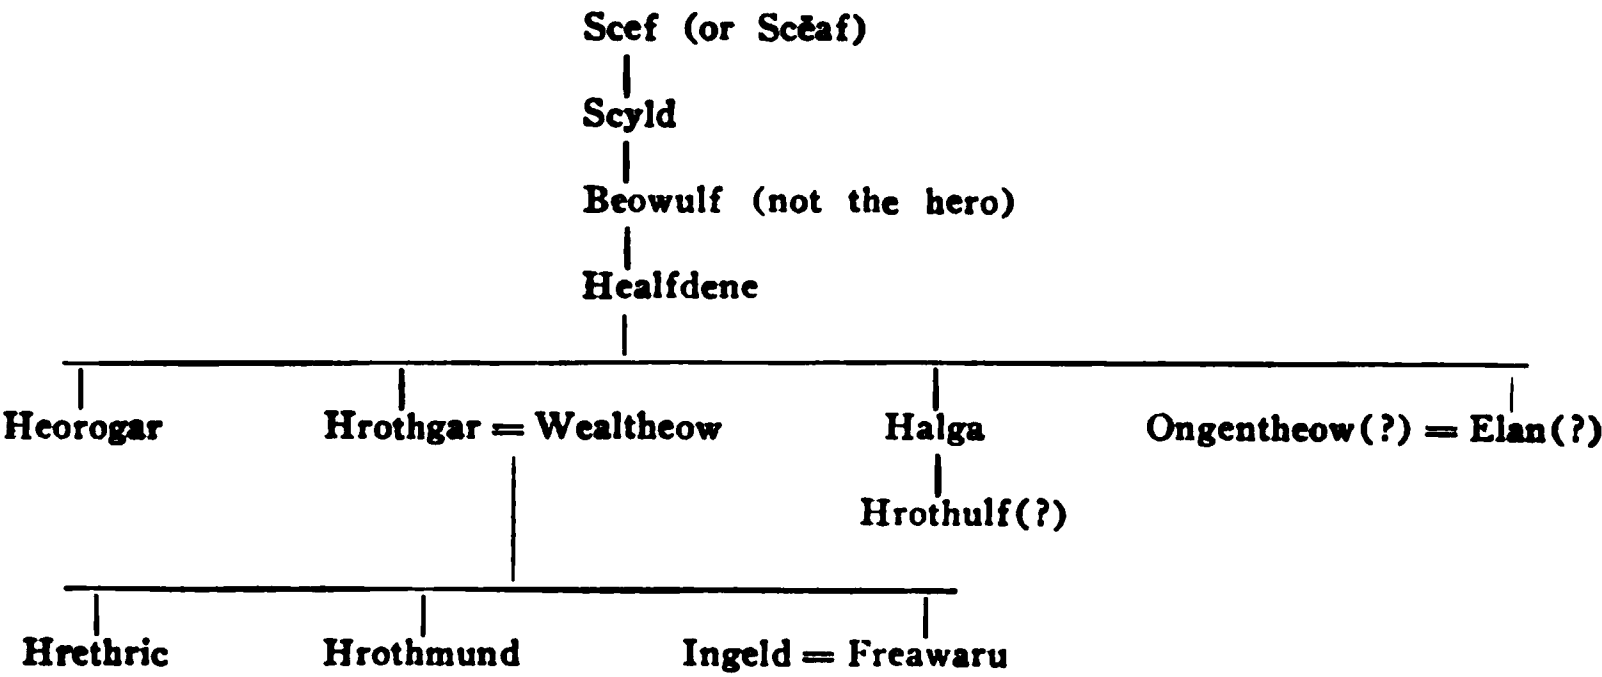 Scef (or Scēaf)
Scyld
Beowulf (not the hero)
Healfdene
Heorogar Hrothgar = Wealtheow Halga Ongentheow(?) = Elan(?)
Hrothulf(?)
Hrethric Hrothmund Ingeld = Freawaru